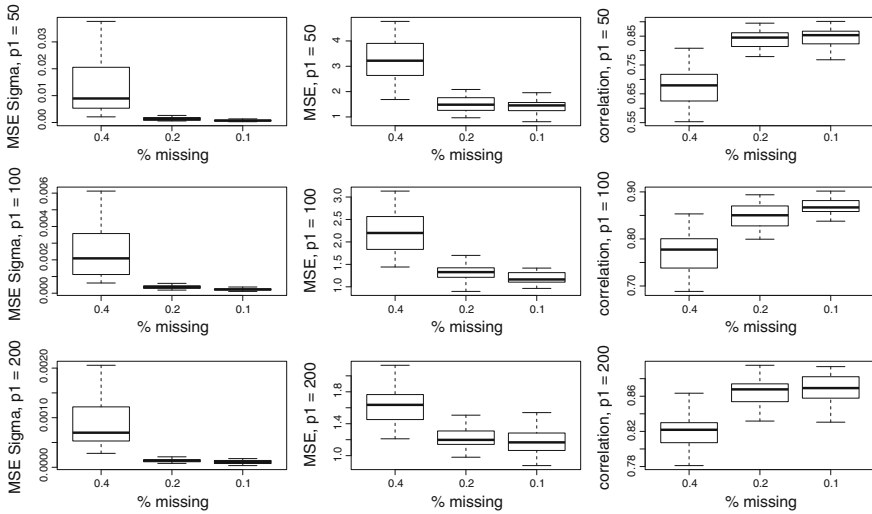 MSE Sigma, p1 = 50
0.00 0.01 0.03
0.4 0.2 0.1
% missing
MSE, p1 = 50
1 2 3 4
0.4 0.2 0.1
% missing
correlation, p1 = 50
0.55 0.65 0.75 0.85
0.4 0.2 0.1
% missing
MSE Sigma, p1 = 100
0.000 0.002 0.004 0.006
0.4 0.2 0.1
% missing
MSE, p1 = 100
1.0 1.5 2.0 2.5 3.0
0.4 0.2 0.1
% missing
correlation, p1 = 100
0.70 0.80 0.90
0.4 0.2 0.1
% missing
MSE Sigma, p1 = 200
0.0000 0.0010 0.0020
0.4 0.2 0.1
% missing
MSE, p1 = 200
1.0 1.4 1.8
0.4 0.2 0.1
% missing
correlation, p1 = 200
0.78 0.82 0.86
0.4 0.2 0.1
% missing